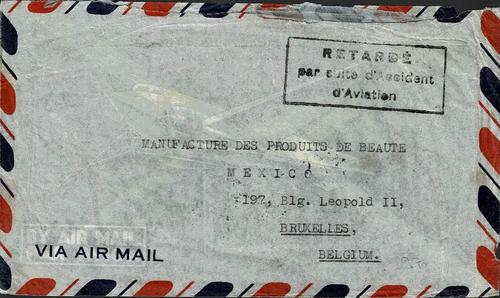 RETARDÉ
par suite d'Accident
d'Aviation
MANUFACTURE DES PRODUITS DE BEAUTE
MEXICO
197, Blg. Leopold II,
BRUXELLES,
BELGIUM.
BY AIR MAIL
VIA AIR MAIL